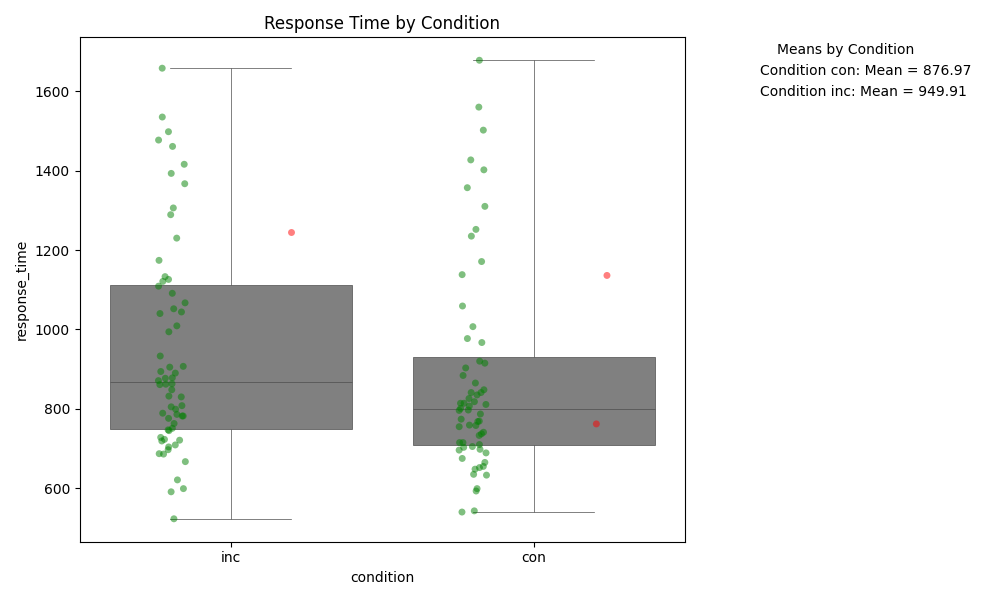 Response Time by Condition
Means by Condition
Condition con: Mean = 876.97
Condition inc: Mean = 949.91
1600
1400
1200
1000
800
600
response_time
inc con
condition